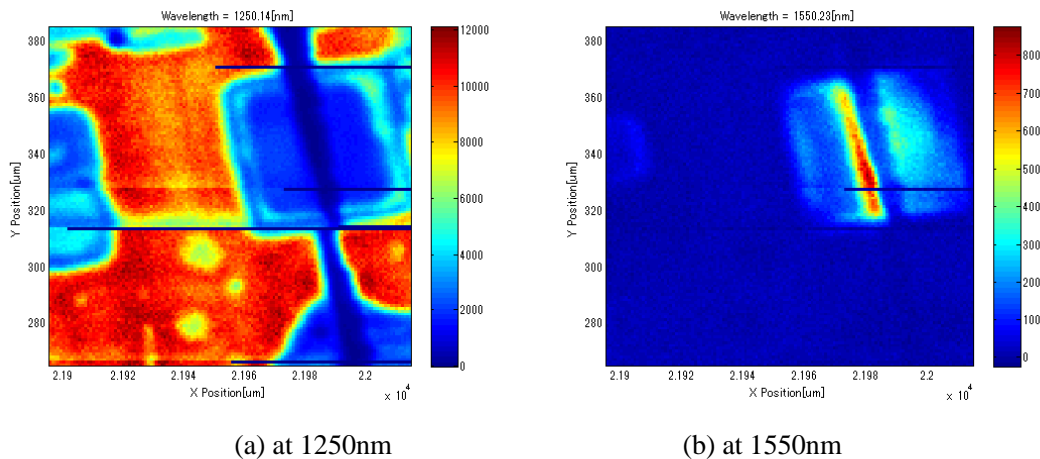 Wavelength = 1250.14[nm]
380
360
340
320
300
280
Y Position[um]
2.19 2.192 2.194 2.196 2.198 2.2
X Position[um]
x 10^4
12000
10000
8000
6000
4000
2000
0
(a) at 1250nm
Wavelength = 1550.23[nm]
380
360
340
320
300
280
Y Position[um]
2.19 2.192 2.194 2.196 2.198 2.2
X Position[um]
x 10^4
800
700
600
500
400
300
200
100
0
(b) at 1550nm